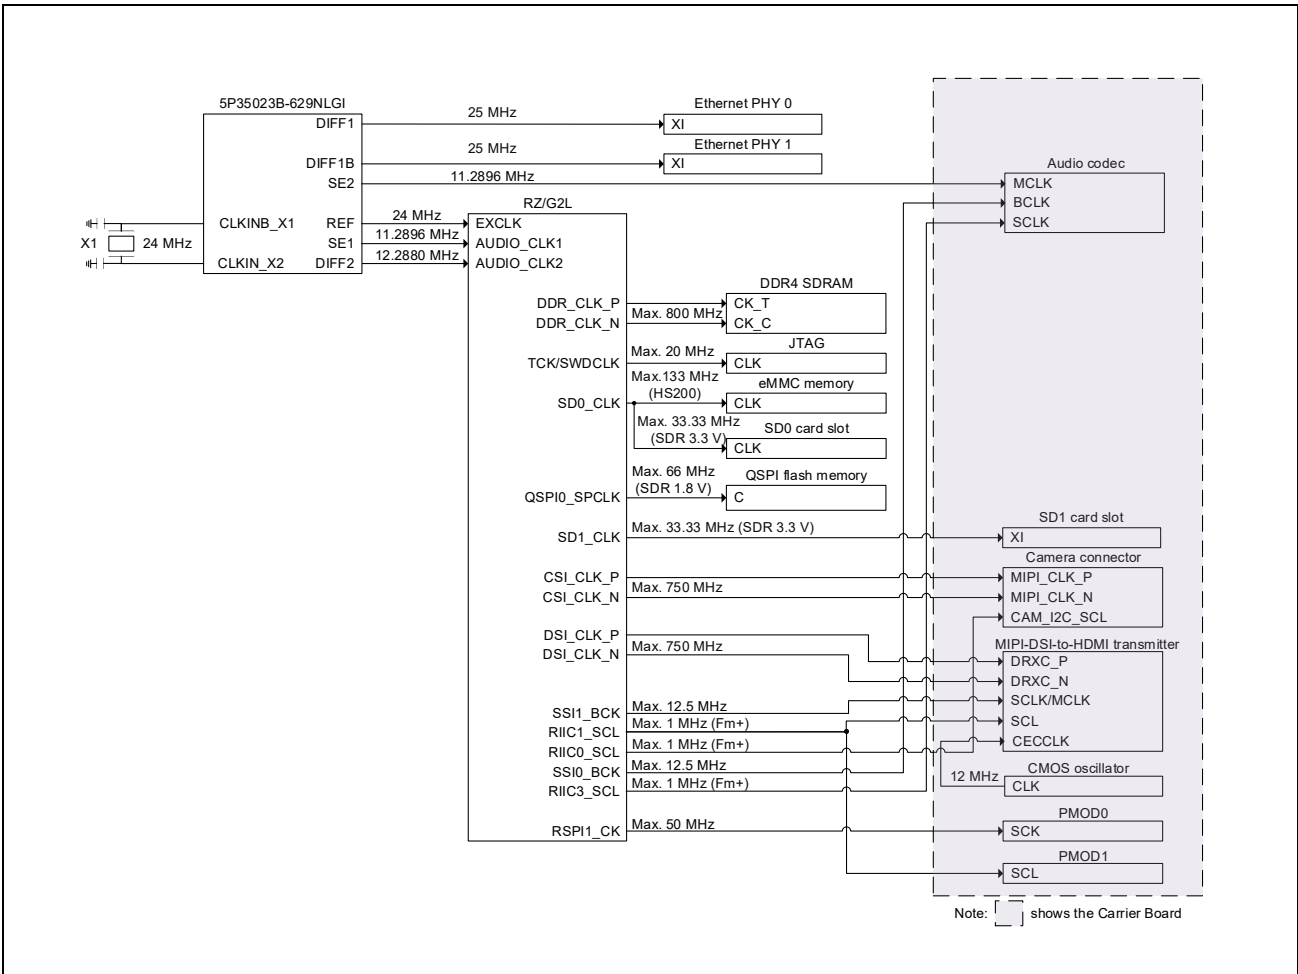 5P35023B-629NLGI
DIFF1
DIFF1B
SE2
CLKINB_X1
REF
SE1
CLKIN_X2
DIFF2
X1
24 MHz
25 MHz
Ethernet PHY 0
XI
25 MHz
Ethernet PHY 1
XI
11.2896 MHz
24 MHz
11.2896 MHz
12.2880 MHz
RZ/G2L
EXCLK
AUDIO_CLK1
AUDIO_CLK2
DDR_CLK_P
DDR_CLK_N
TCK/SWDCLK
SD0_CLK
QSPI0_SPCLK
SD1_CLK
CSI_CLK_P
CSI_CLK_N
DSI_CLK_P
DSI_CLK_N
SSI1_BCK
RIIC1_SCL
RIIC0_SCL
SSI0_BCK
RIIC3_SCL
RSPI1_CK
DDR4 SDRAM
CK_T
Max. 800 MHz
CK_C
JTAG
Max. 20 MHz
CLK
eMMC memory
Max.133 MHz
(HS200)
CLK
SD0 card slot
Max. 33.33 MHz
(SDR 3.3 V)
CLK
QSPI flash memory
Max. 66 MHz
(SDR 1.8 V)
C
Max. 33.33 MHz (SDR 3.3 V)
Max. 750 MHz
Max. 750 MHz
Max. 12.5 MHz
Max. 1 MHz (Fm+)
Max. 1 MHz (Fm+)
Max. 12.5 MHz
Max. 1 MHz (Fm+)
Max. 50 MHz
Audio codec
MCLK
BCLK
SCLK
SD1 card slot
XI
Camera connector
MIPI_CLK_P
MIPI_CLK_N
CAM_I2C_SCL
MIPI-DSI-to-HDMI transmitter
DRXC_P
DRXC_N
SCLK/MCLK
SCL
CECCLK
CMOS oscillator
12 MHz
CLK
PMOD0
SCK
PMOD1
SCL
Note: shows the Carrier Board